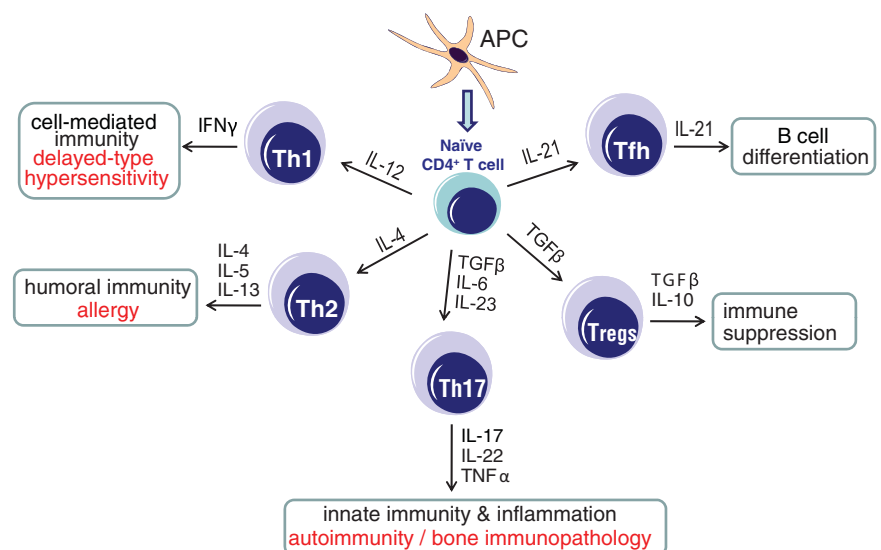 APC
Naïve
CD4⁺ T cell
IL-12
Th1
IFNγ
cell-mediated
immunity
delayed-type
hypersensitivity
IL-21
Tfh
IL-21
B cell
differentiation
IL-4
Th2
IL-4
IL-5
IL-13
humoral immunity
allergy
TGFβ
IL-6
IL-23
Th17
IL-17
IL-22
TNFα
innate immunity & inflammation
autoimmunity / bone immunopathology
TGFβ
Tregs
TGFβ
IL-10
immune
suppression